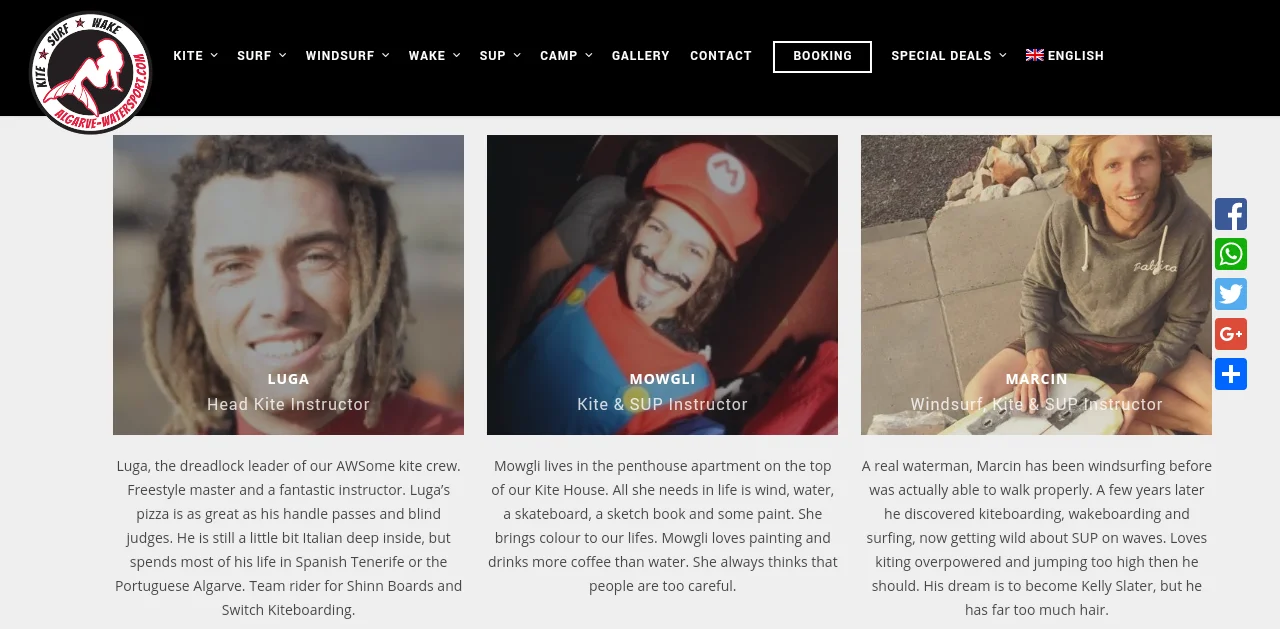 KITE ★ SURF ★ WAKE
ALGARVE-WATERSPORT.COM
KITE SURF WINDSURF WAKE SUP CAMP GALLERY CONTACT BOOKING SPECIAL DEALS ENGLISH
M
Baleira
LUGA
Head Kite Instructor
MOWGLI
Kite & SUP Instructor
MARCIN
Windsurf, Kite & SUP Instructor
Luga, the dreadlock leader of our AWSome kite crew.
Freestyle master and a fantastic instructor. Luga’s
pizza is as great as his handle passes and blind
judges. He is still a little bit Italian deep inside, but
spends most of his life in Spanish Tenerife or the
Portuguese Algarve. Team rider for Shinn Boards and
Switch Kiteboarding.
Mowgli lives in the penthouse apartment on the top
of our Kite House. All she needs in life is wind, water,
a skateboard, a sketch book and some paint. She
brings colour to our lifes. Mowgli loves painting and
drinks more coffee than water. She always thinks that
people are too careful.
A real waterman, Marcin has been windsurfing before
was actually able to walk properly. A few years later
he discovered kiteboarding, wakeboarding and
surfing, now getting wild about SUP on waves. Loves
kiting overpowered and jumping too high then he
should. His dream is to become Kelly Slater, but he
has far too much hair.